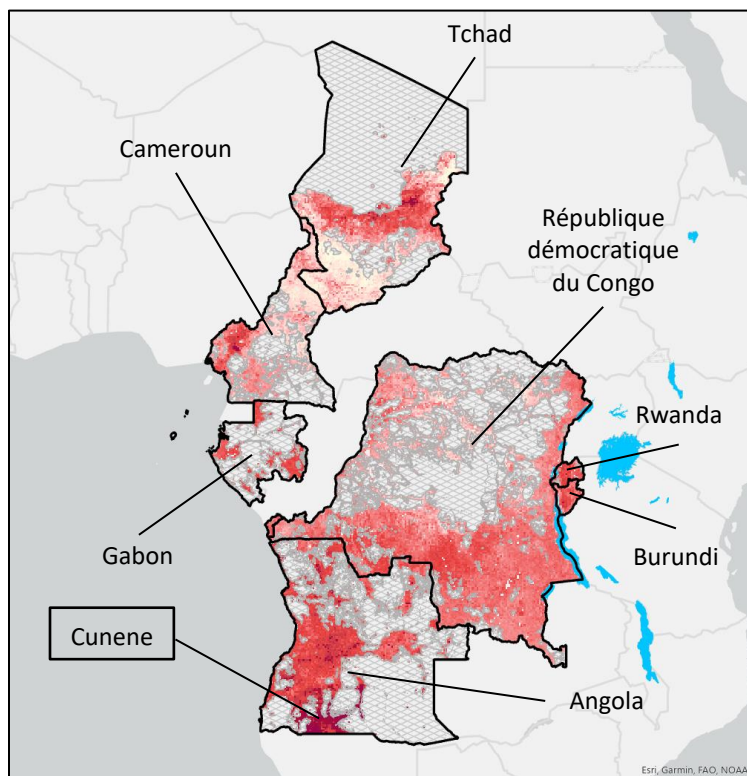 Tchad
Cameroun
République
démocratique
du Congo
Rwanda
Gabon
Burundi
Cunene
Angola
Esri, Garmin, FAO, NOAA